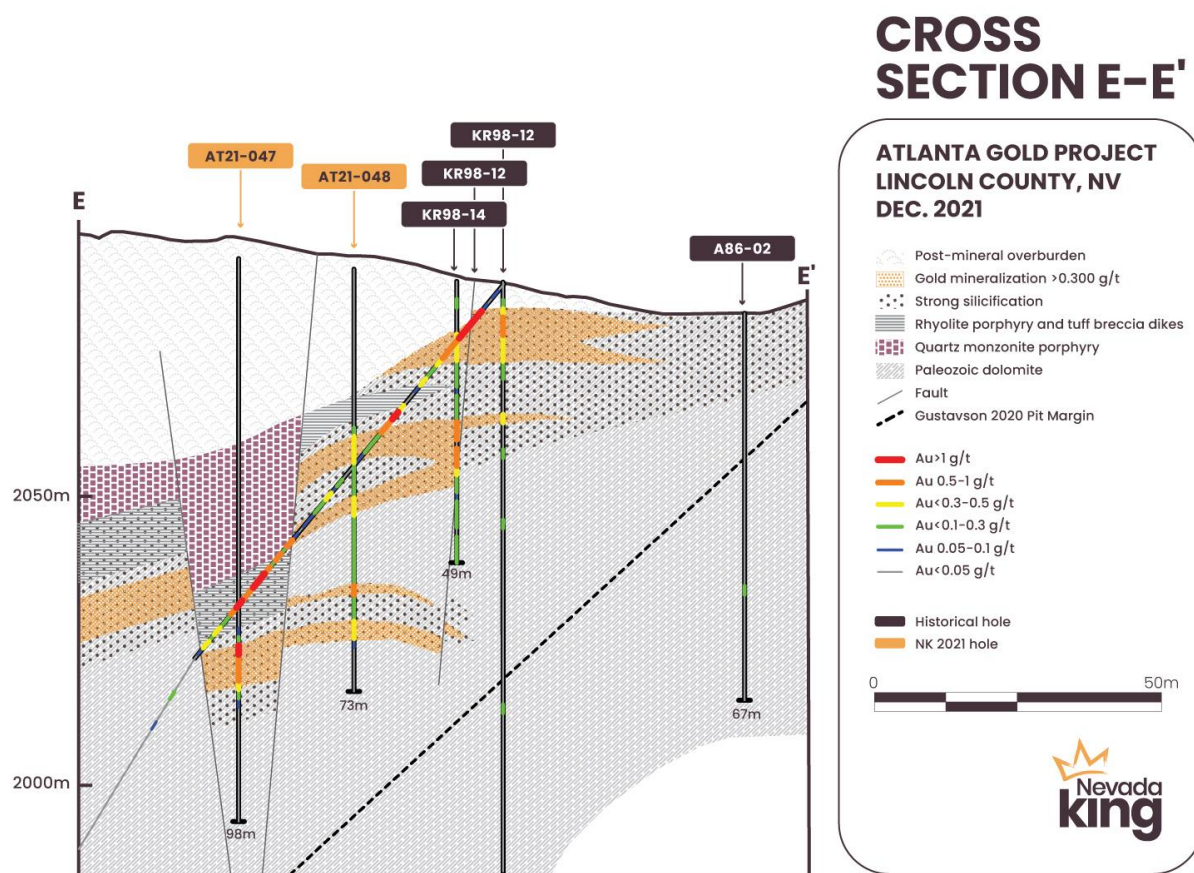 CROSS
SECTION E-E'
ATLANTA GOLD PROJECT
LINCOLN COUNTY, NV
DEC. 2021
Post-mineral overburden
Gold mineralization >0.300 g/t
Strong silicification
Rhyolite porphyry and tuff breccia dikes
Quartz monzonite porphyry
Paleozoic dolomite
Fault
Gustavson 2020 Pit Margin
Au>1 g/t
Au 0.5-1 g/t
Au<0.3-0.5 g/t
Au<0.1-0.3 g/t
Au 0.05-0.1 g/t
Au<0.05 g/t
Historical hole
NK 2021 hole
0
50m
Nevada
king
KR98-12
AT21-047
KR98-12
AT21-048
E
KR98-14
A86-02
E'
2050m
49m
73m
67m
2000m
98m